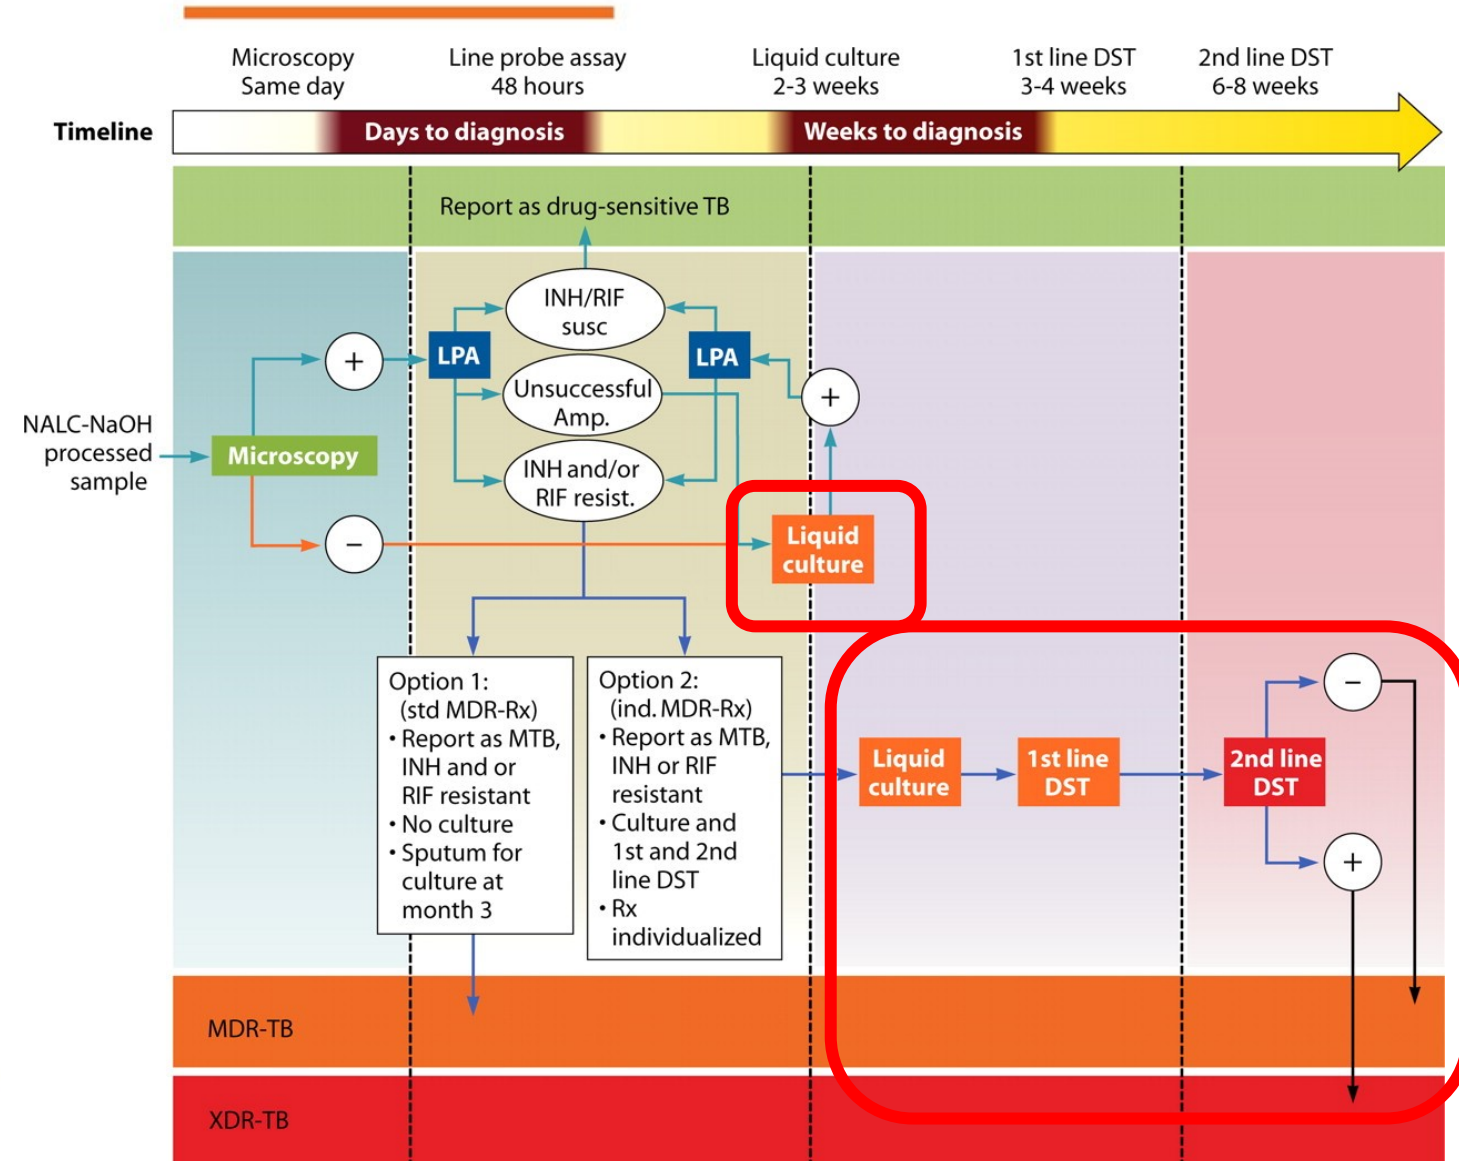 Microscopy
Same day
Line probe assay
48 hours
Liquid culture
2-3 weeks
1st line DST
3-4 weeks
2nd line DST
6-8 weeks
Timeline
Days to diagnosis
Weeks to diagnosis
Report as drug-sensitive TB
INH/RIF
susc
LPA
LPA
+
Unsuccessful
Amp.
+
NALC-NaOH
processed
sample
Microscopy
INH and/or
RIF resist.
−
Liquid
culture
Option 1:
(std MDR-Rx)
• Report as MTB,
INH and or
RIF resistant
• No culture
• Sputum for
culture at
month 3
Option 2:
(ind. MDR-Rx)
• Report as MTB,
INH or RIF
resistant
• Culture and
1st and 2nd
line DST
• Rx
individualized
Liquid
culture
1st line
DST
2nd line
DST
−
+
MDR-TB
XDR-TB